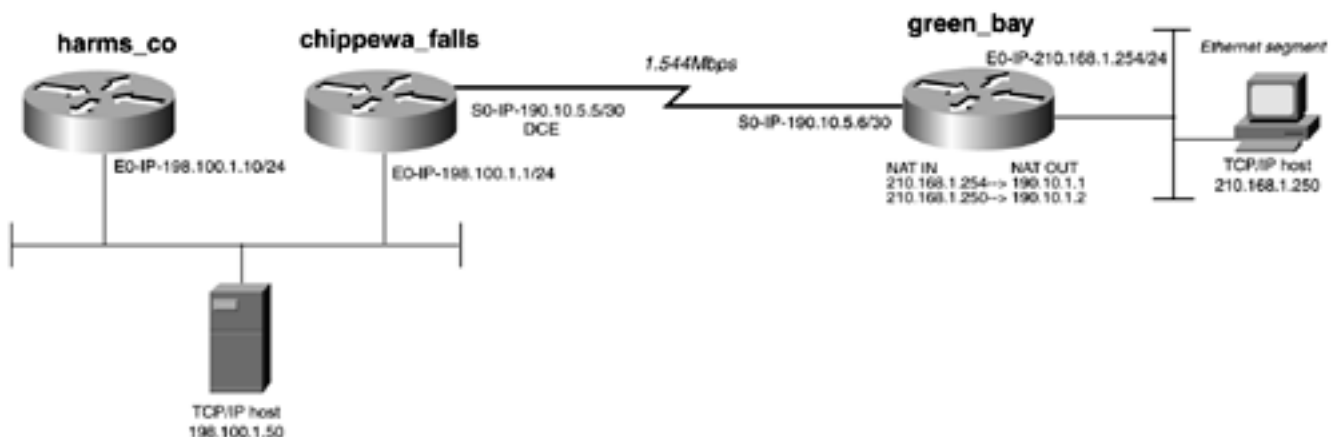 harms_co
chippewa_falls
green_bay
1.544Mbps
E0-IP-210.168.1.254/24
Ethernet segment
S0-IP-190.10.5.5/30
DCE
S0-IP-190.10.5.6/30
E0-IP-198.100.1.10/24
E0-IP-198.100.1.1/24
NAT IN NAT OUT
210.168.1.254--> 190.10.1.1
210.168.1.250--> 190.10.1.2
TCP/IP host
210.168.1.250
TCP/IP host
198.100.1.50